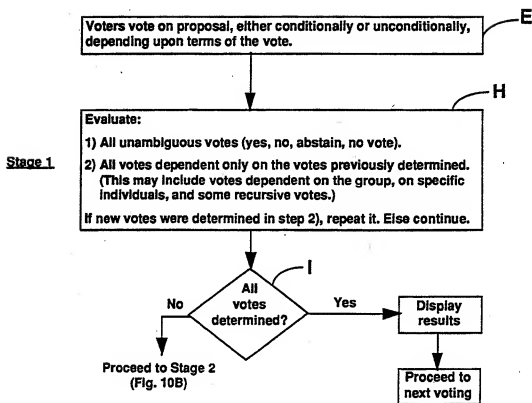 Voters vote on proposal, either conditionally or unconditionally,
depending upon terms of the vote.
E
H
Stage 1
Evaluate:
1) All unambiguous votes (yes, no, abstain, no vote).
2) All votes dependent only on the votes previously determined.
(This may include votes dependent on the group, on specific
individuals, and some recursive votes.)
If new votes were determined in step 2), repeat it. Else continue.
I
All
votes
determined?
No
Yes
Display
results
Proceed to Stage 2
(Fig. 10B)
Proceed to
next voting